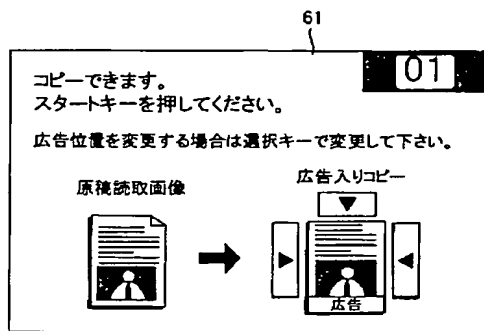 61
01
コピーできます。
スタートキーを押してください。
広告位置を変更する場合は選択キーで変更して下さい。
原稿読取画像
広告入りコピー
広告